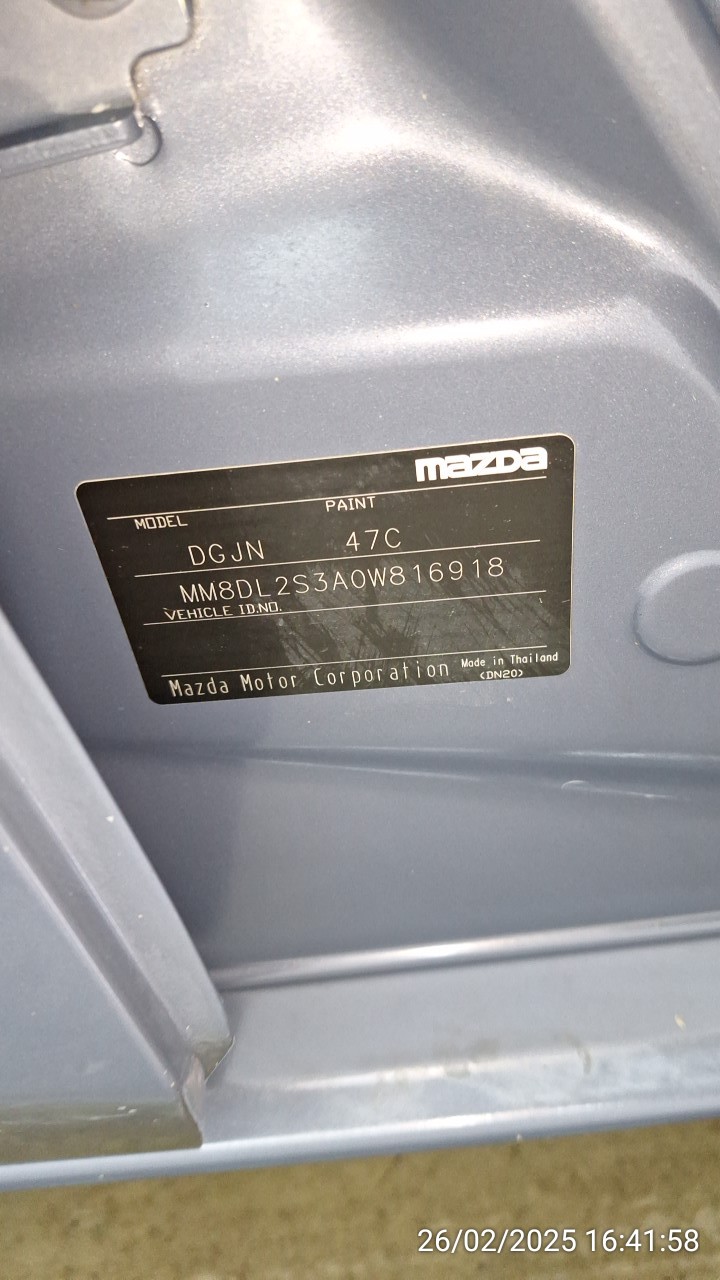 mazda
MODEL PAINT
DGJN 47C
MM8DL2S3A0W816918
VEHICLE ID.NO.
Mazda Motor Corporation Made in Thailand
<DN20>
26/02/2025 16:41:58